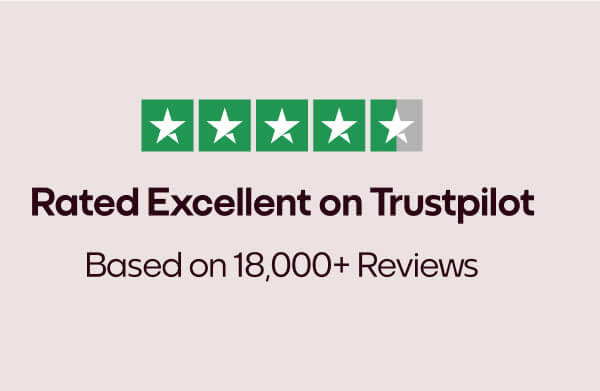 Rated Excellent on Trustpilot
Based on 18,000+ Reviews